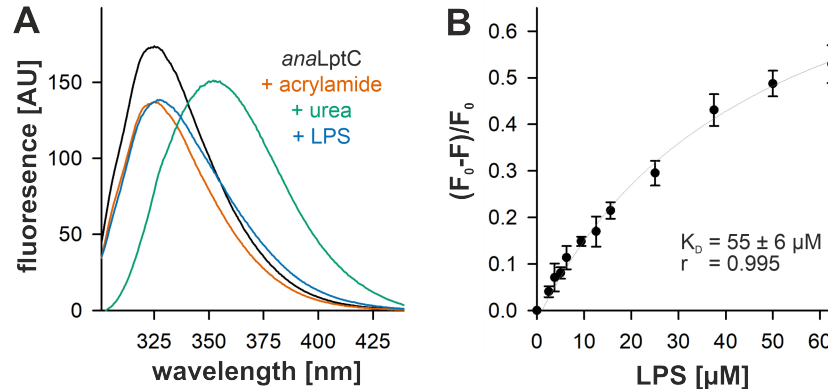 A
fluoresence [AU]
150
100
50
0
anaLptC
+ acrylamide
+ urea
+ LPS
325 350 375 400 425
wavelength [nm]
B
(F₀-F)/F₀
0.6
0.5
0.4
0.3
0.2
0.1
0.0
K_D = 55 ± 6 µM
r = 0.995
0 10 20 30 40 50
LPS [µM]